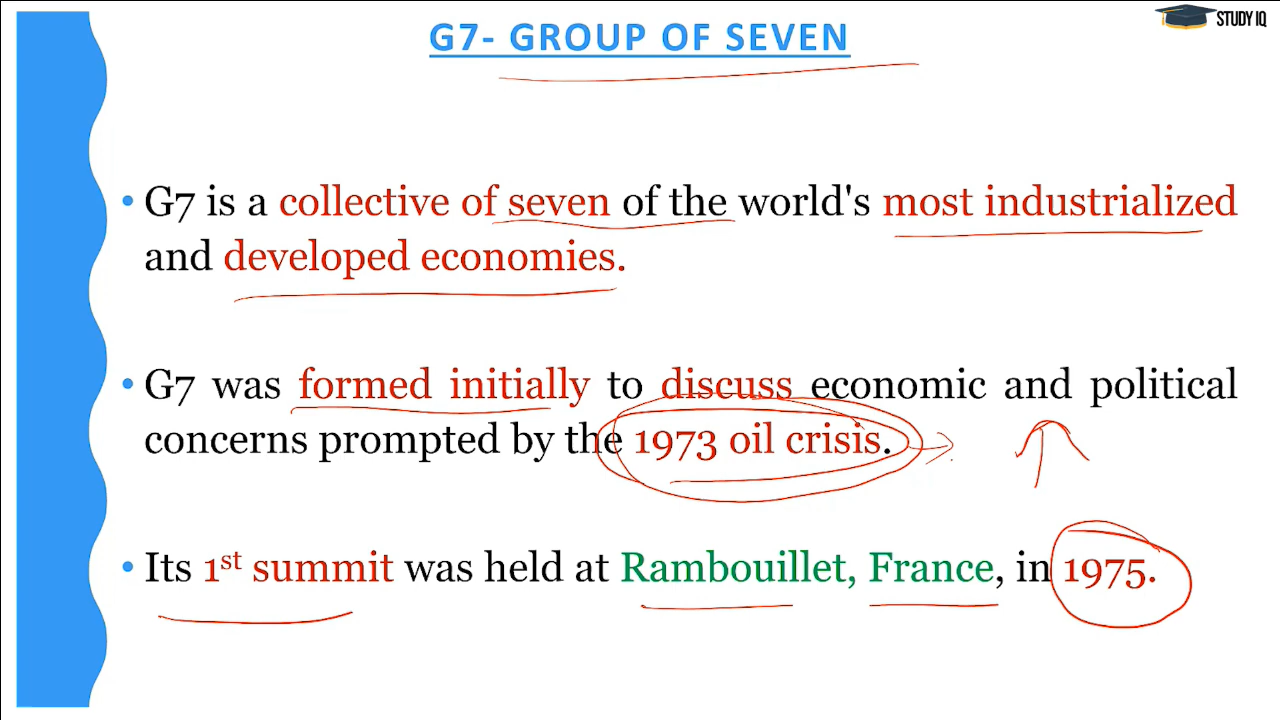 G7- GROUP OF SEVEN
STUDY IQ
• G7 is a collective of seven of the world's most industrialized
and developed economies.
• G7 was formed initially to discuss economic and political
concerns prompted by the 1973 oil crisis.
• Its 1st summit was held at Rambouillet, France, in 1975.